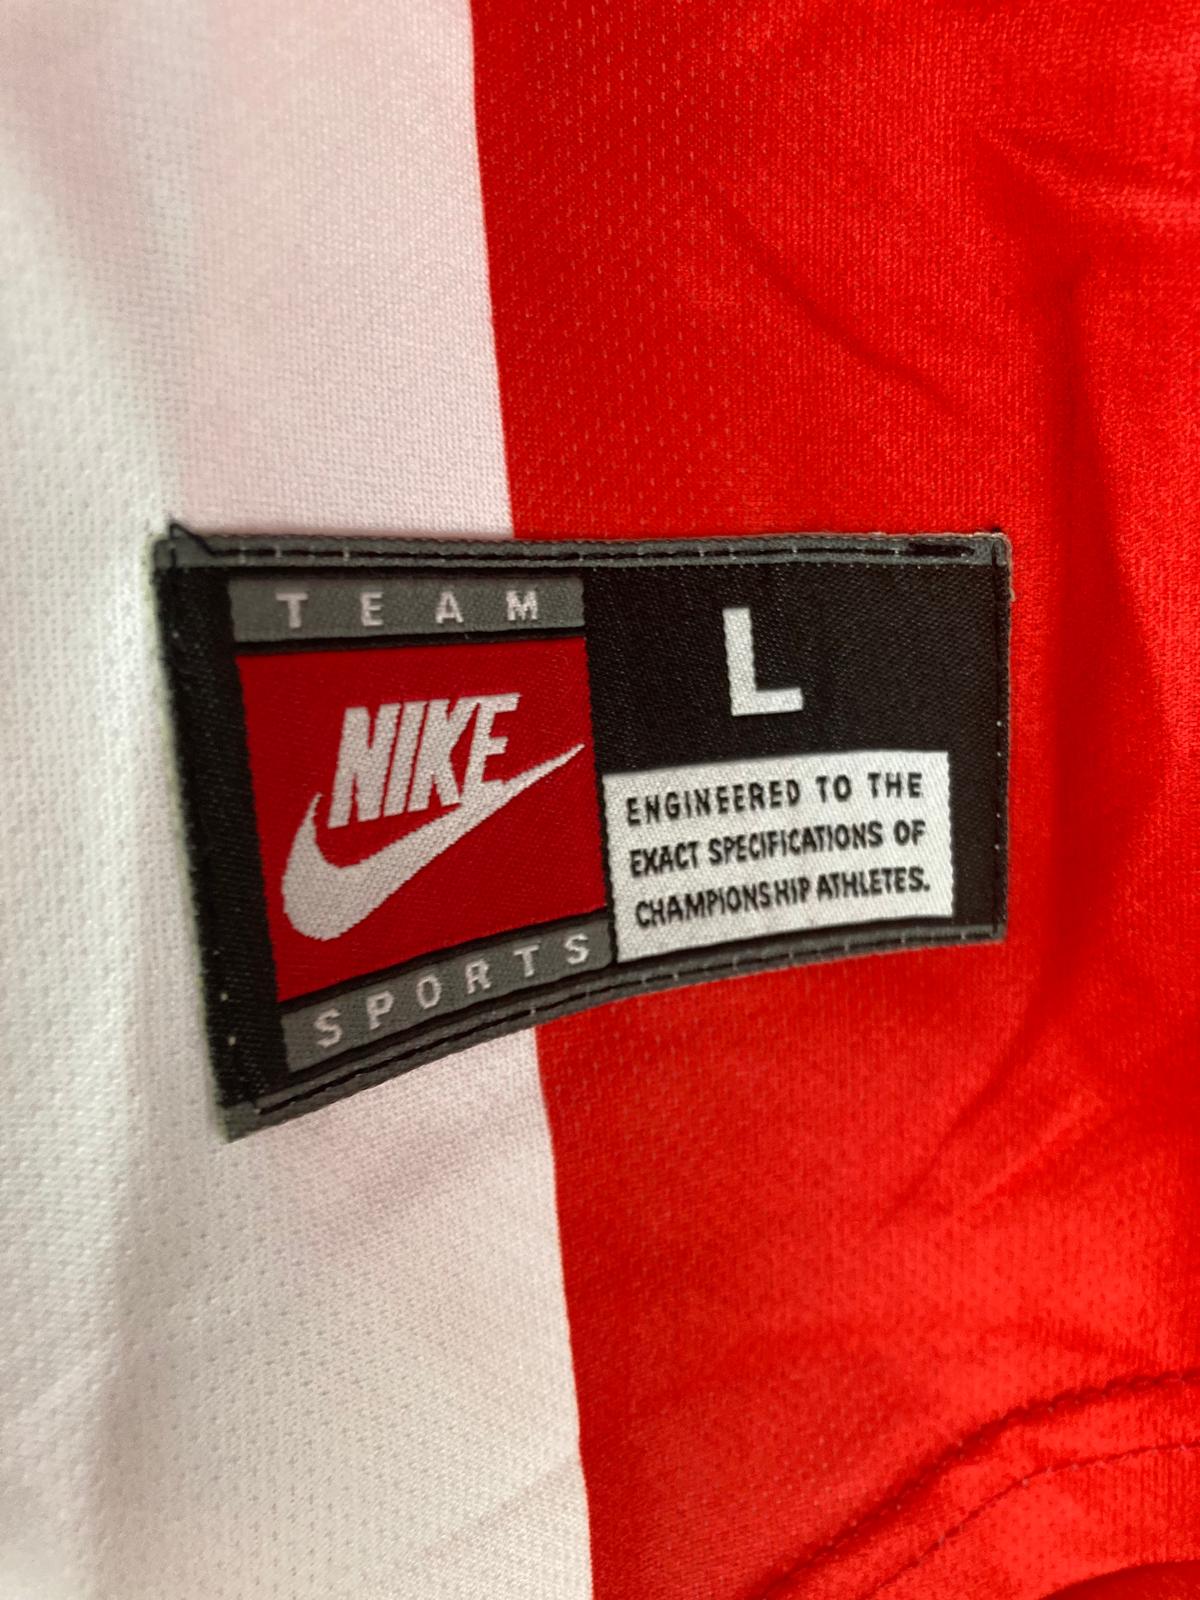 TEAM
NIKE
SPORTS
L
ENGINEERED TO THE
EXACT SPECIFICATIONS OF
CHAMPIONSHIP ATHLETES.